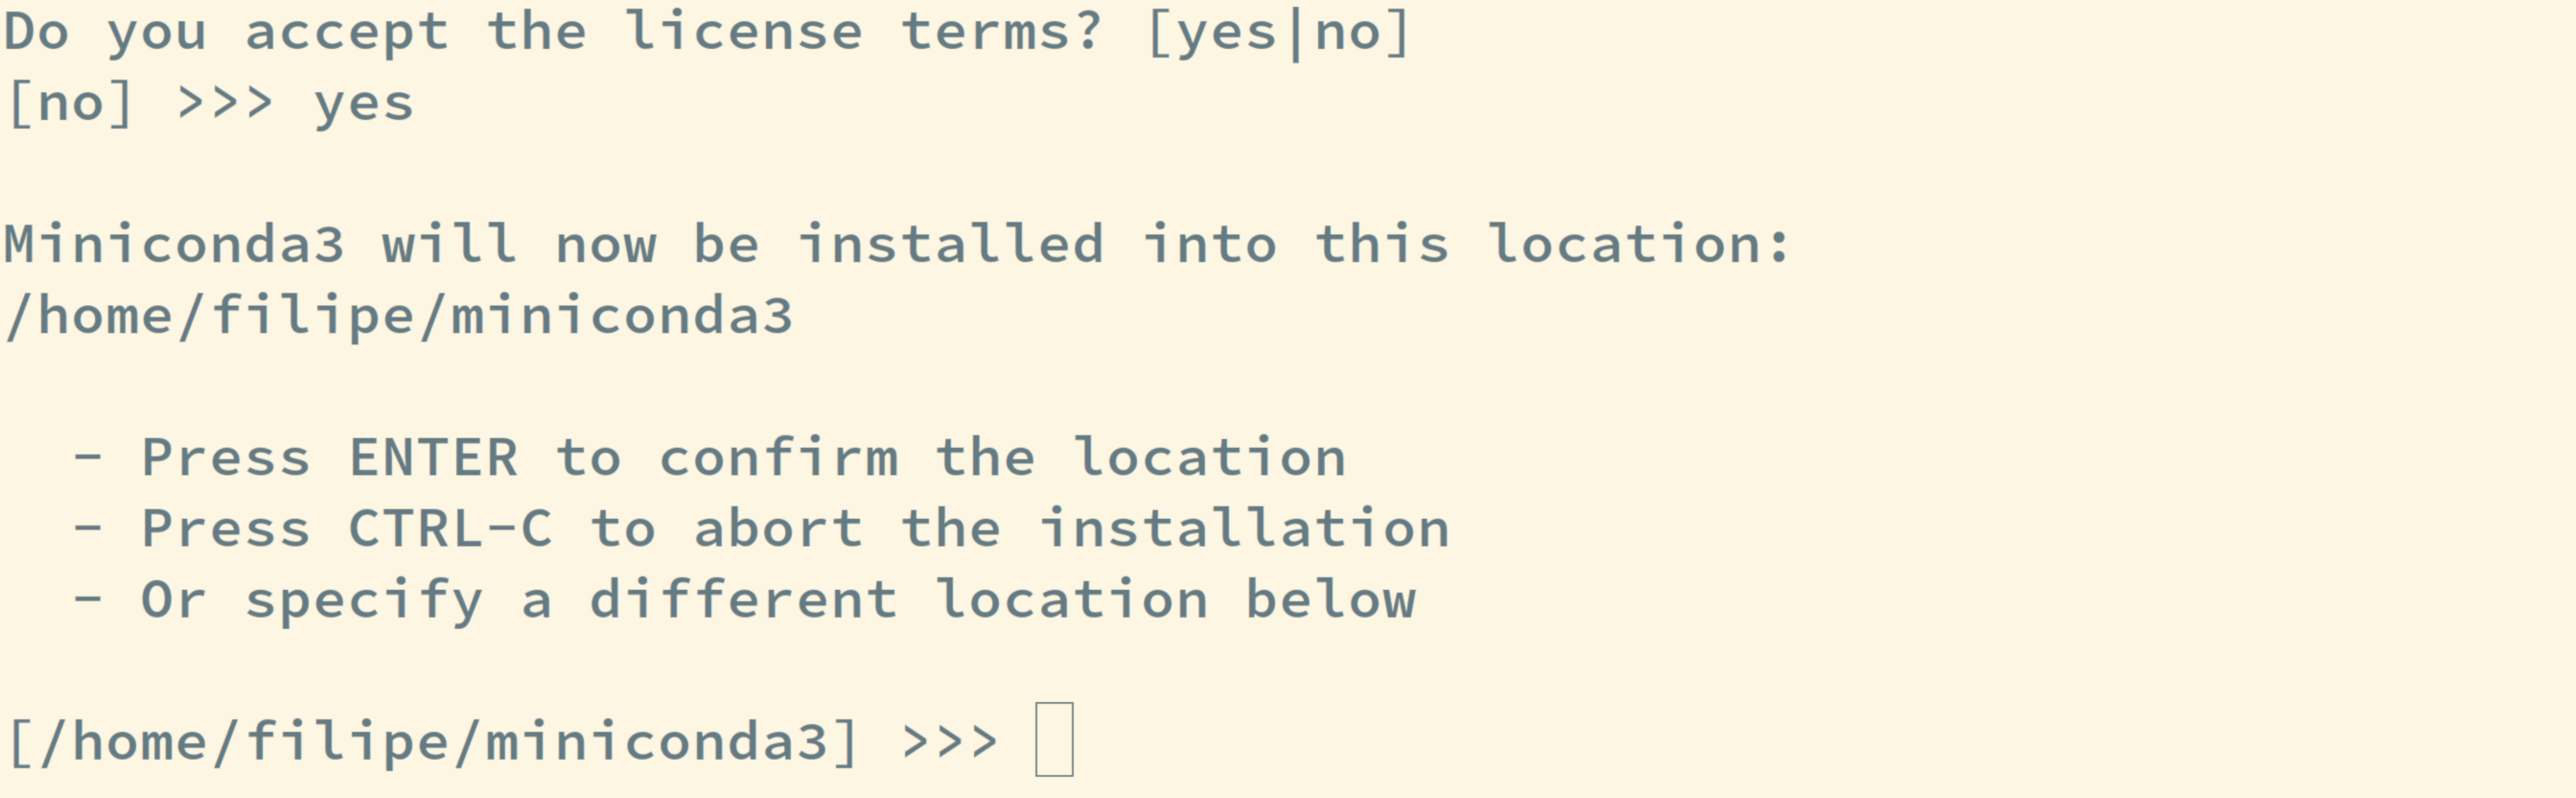 Do you accept the license terms? [yes|no]
[no] >>> yes
Miniconda3 will now be installed into this location:
/home/filipe/miniconda3
- Press ENTER to confirm the location
- Press CTRL-C to abort the installation
- Or specify a different location below
[/home/filipe/miniconda3] >>>